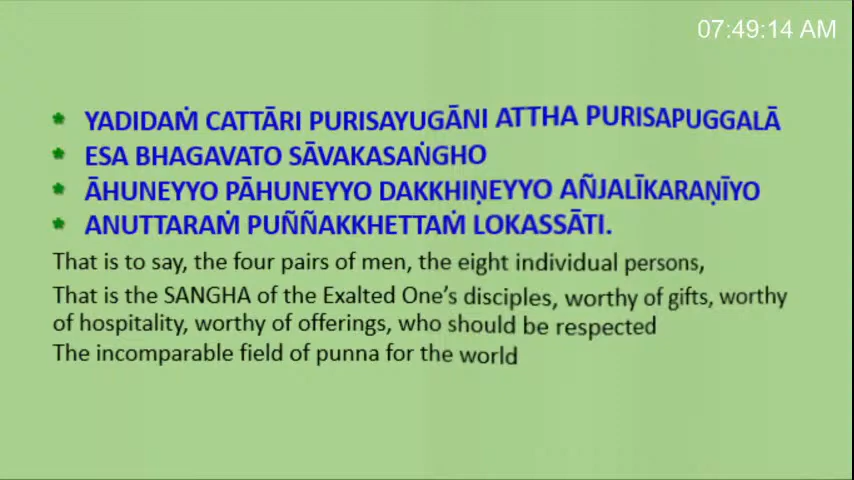 07:49:14 AM
YADIDAṀ CATTĀRI PURISAYUGĀNI ATTHA PURISAPUGGALĀ
ESA BHAGAVATO SĀVAKASAṄGHO
ĀHUNEYYO PĀHUNEYYO DAKKHIṆEYYO AÑJALĪKARAṆĪYO
ANUTTARAṀ PUÑÑAKKHETTAṀ LOKASSĀTI.
That is to say, the four pairs of men, the eight individual persons,
That is the SANGHA of the Exalted One's disciples, worthy of gifts, worthy
of hospitality, worthy of offerings, who should be respected
The incomparable field of punna for the world